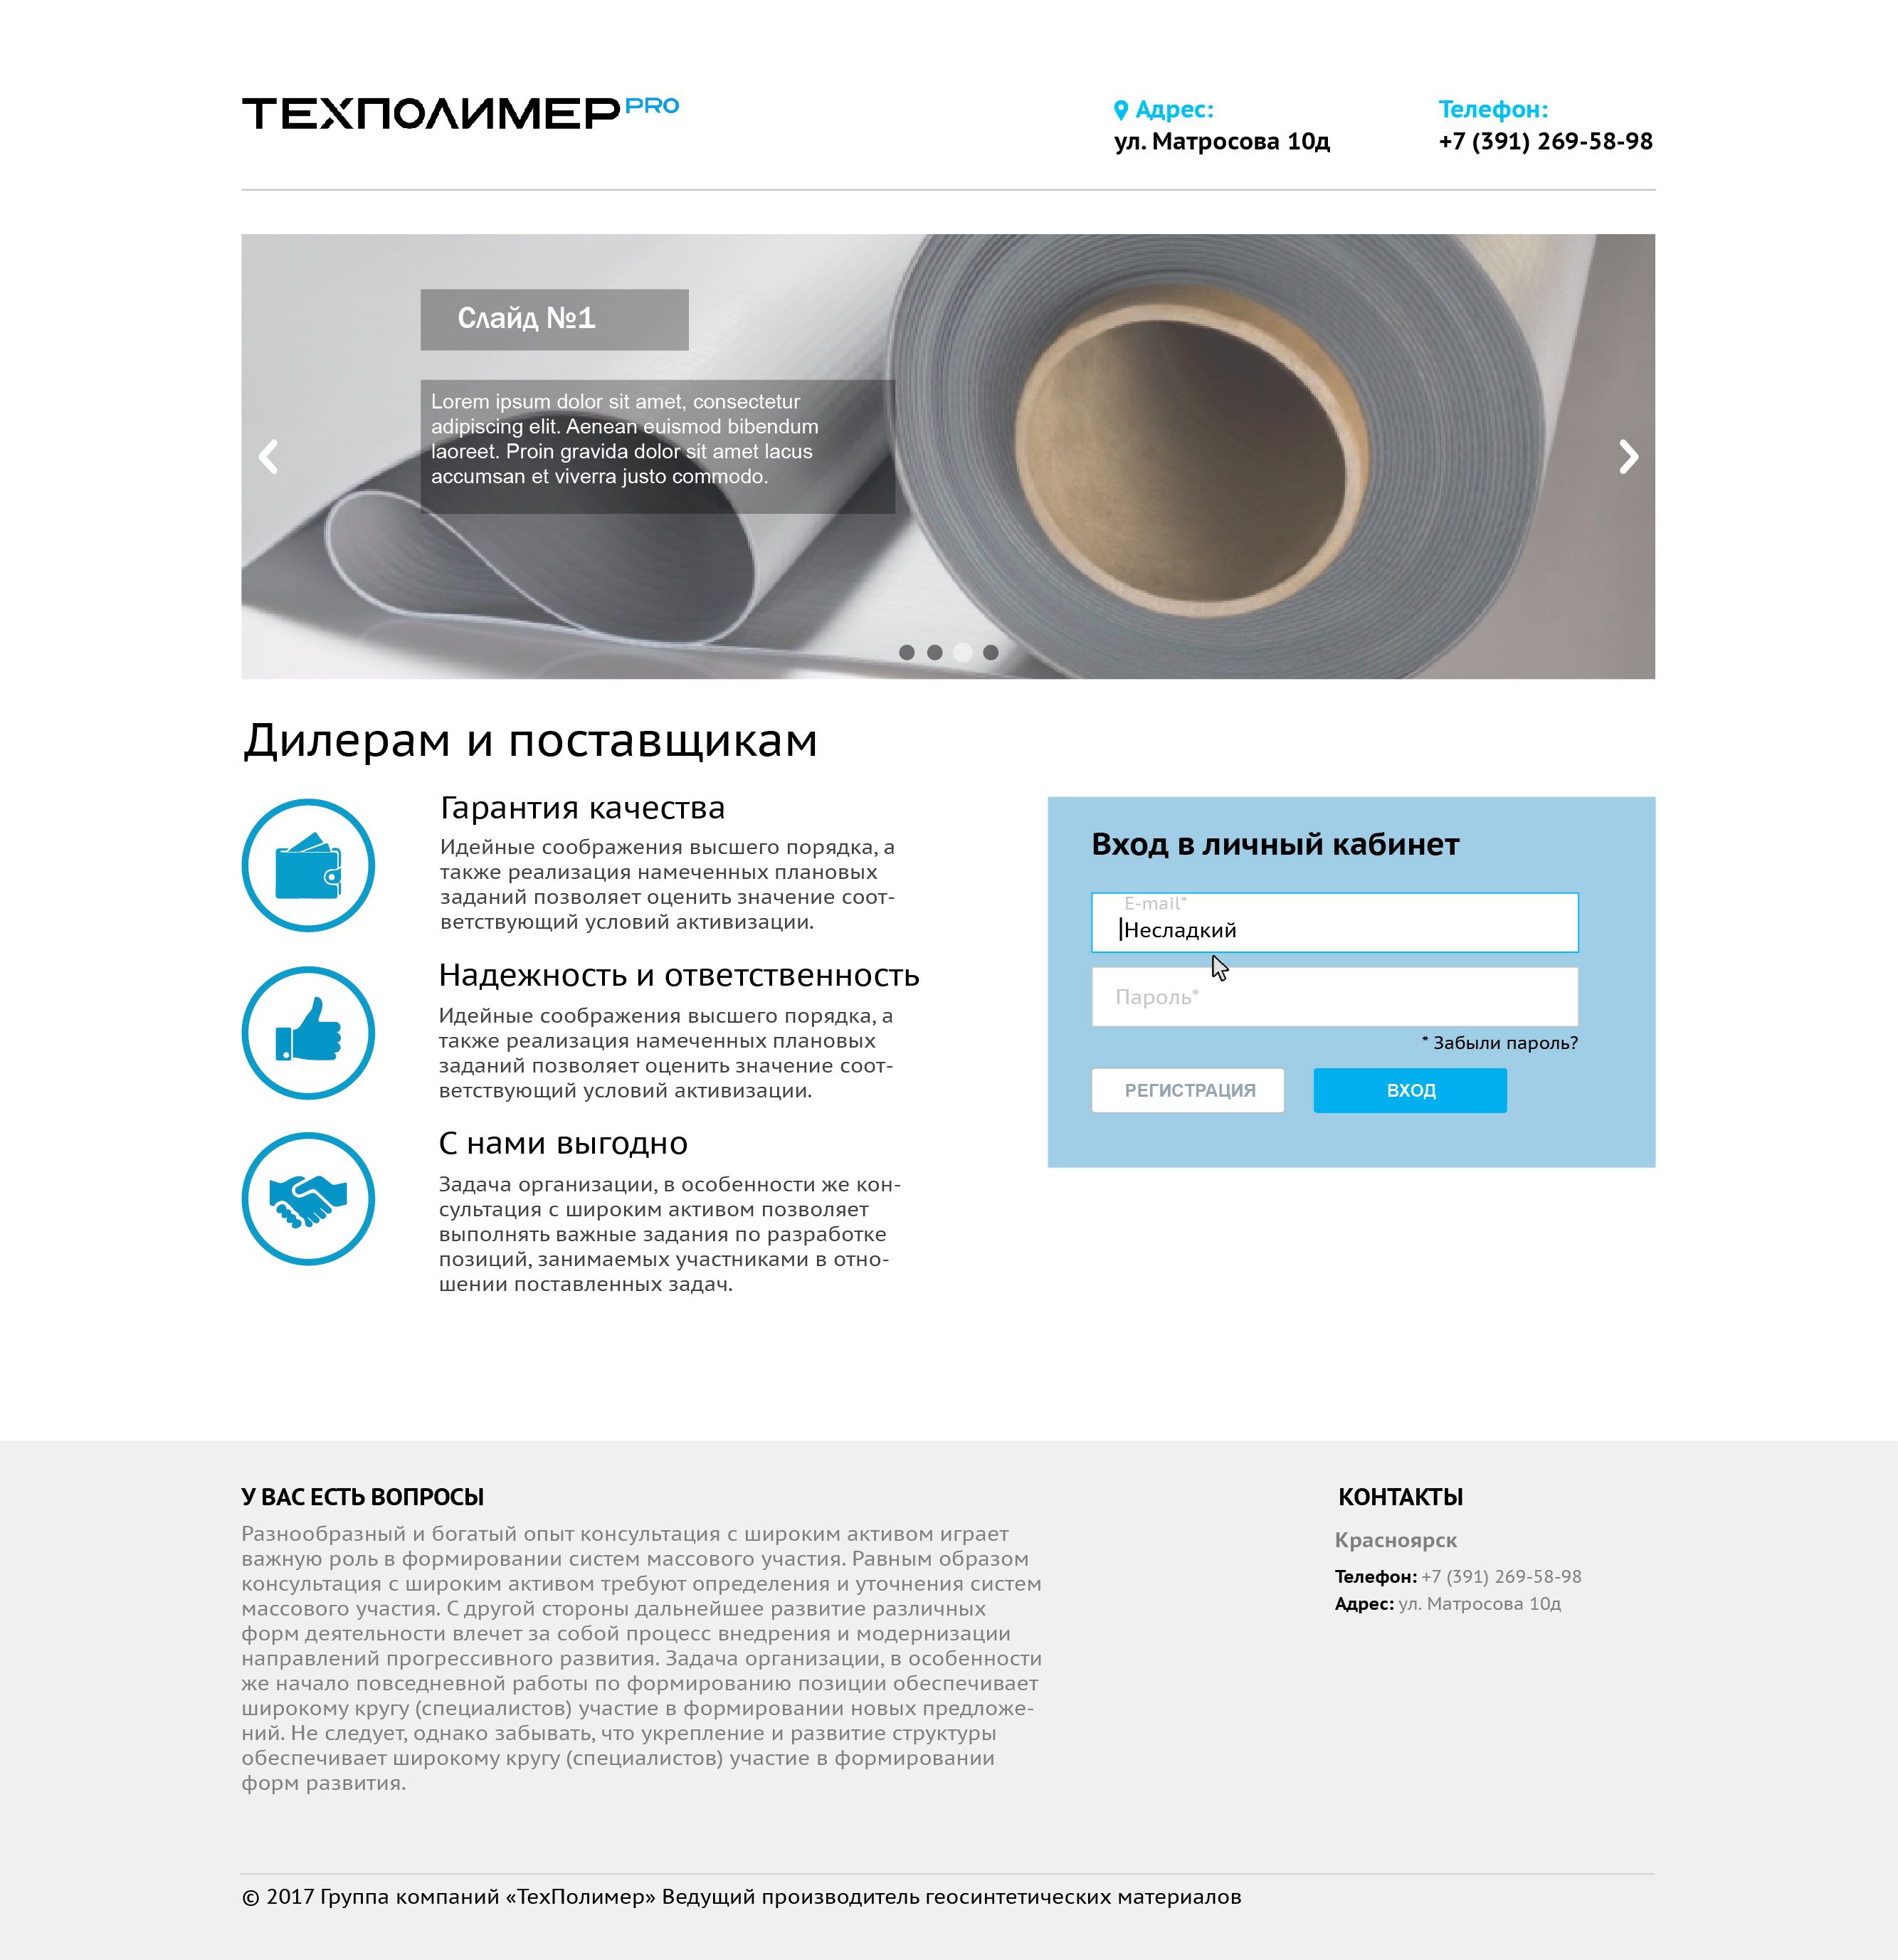 ТЕХПОЛИМЕР PRO
Адрес:
ул. Матросова 10д
Телефон:
+7 (391) 269-58-98
Слайд №1
Lorem ipsum dolor sit amet, consectetur
adipiscing elit. Aenean euismod bibendum
laoreet. Proin gravida dolor sit amet lacus
accumsan et viverra justo commodo.
Дилерам и поставщикам
Гарантия качества
Идейные соображения высшего порядка, а
также реализация намеченных плановых
заданий позволяет оценить значение соот-
ветствующий условий активизации.
Надежность и ответственность
Идейные соображения высшего порядка, а
также реализация намеченных плановых
заданий позволяет оценить значение соот-
ветствующий условий активизации.
С нами выгодно
Задача организации, в особенности же кон-
сультация с широким активом позволяет
выполнять важные задания по разработке
позиций, занимаемых участниками в отно-
шении поставленных задач.
Вход в личный кабинет
E-mail*
Несладкий
Пароль*
* Забыли пароль?
РЕГИСТРАЦИЯ
ВХОД
У ВАС ЕСТЬ ВОПРОСЫ
Разнообразный и богатый опыт консультация с широким активом играет
важную роль в формировании систем массового участия. Равным образом
консультация с широким активом требуют определения и уточнения систем
массового участия. С другой стороны дальнейшее развитие различных
форм деятельности влечет за собой процесс внедрения и модернизации
направлений прогрессивного развития. Задача организации, в особенности
же начало повседневной работы по формированию позиции обеспечивает
широкому кругу (специалистов) участие в формировании новых предложе-
ний. Не следует, однако забывать, что укрепление и развитие структуры
обеспечивает широкому кругу (специалистов) участие в формировании
форм развития.
КОНТАКТЫ
Красноярск
Телефон: +7 (391) 269-58-98
Адрес: ул. Матросова 10д
© 2017 Группа компаний «ТехПолимер» Ведущий производитель геосинтетических материалов